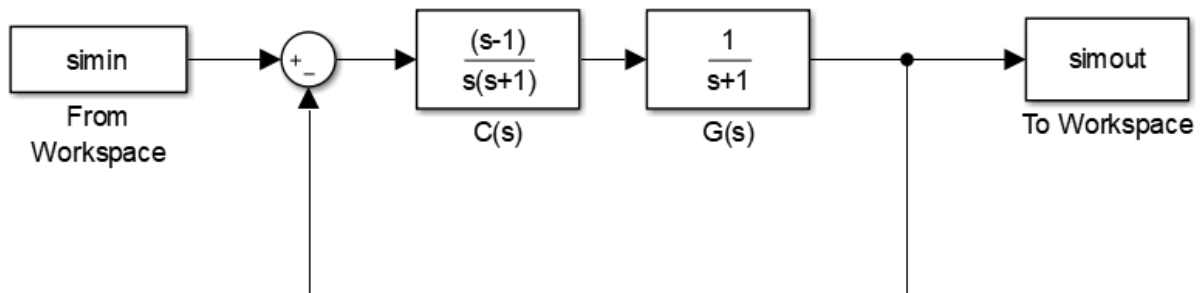 simin
From
Workspace
+
−
(s-1)
s(s+1)
C(s)
1
s+1
G(s)
simout
To Workspace